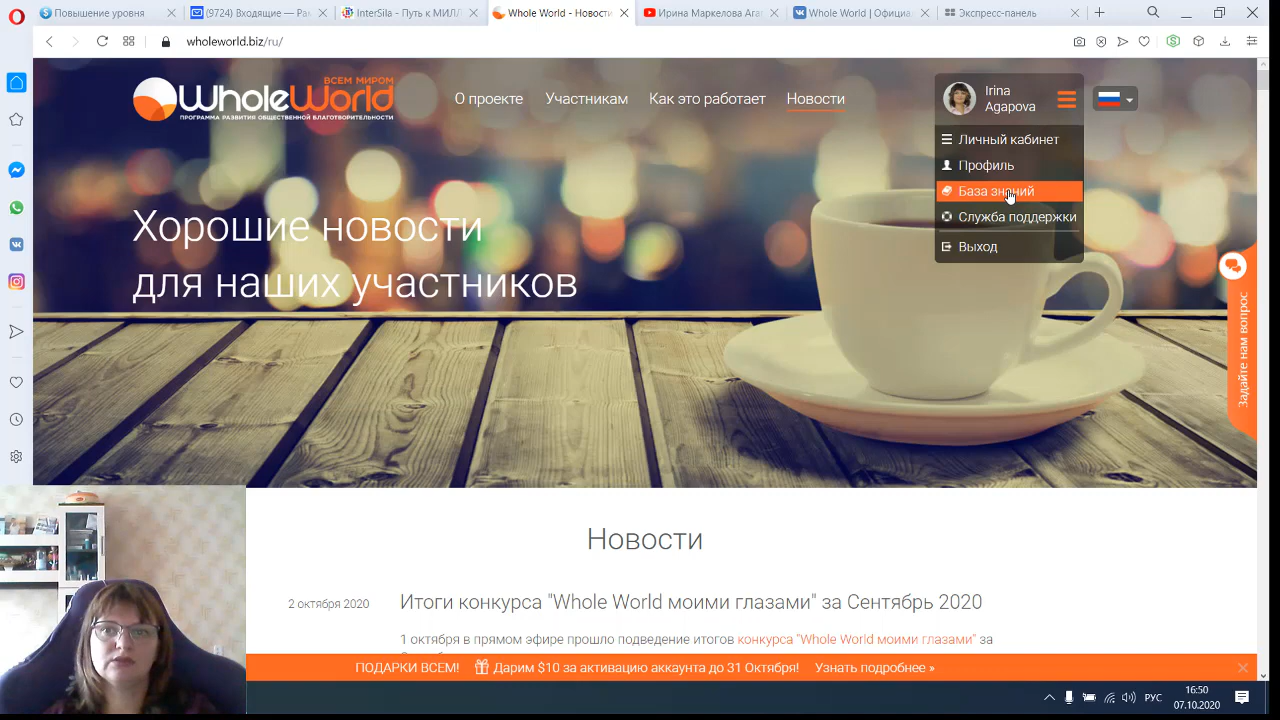 Повышение уровня
(9724) Входящие — Рам
InterSila - Путь к МИЛЛ
Whole World - Новости
Ирина Маркелова Агап
Whole World | Официа
Экспресс-панель
wholeworld.biz/ru/
ВСЕМ МИРОМ
WholeWorld
ПРОГРАММА РАЗВИТИЯ ОБЩЕСТВЕННОЙ БЛАГОТВОРИТЕЛЬНОСТИ
О проекте
Участникам
Как это работает
Новости
Irina
Agapova
Личный кабинет
Профиль
База знаний
Служба поддержки
Выход
Хорошие новости
для наших участников
Задайте нам вопрос
Новости
2 октября 2020
Итоги конкурса "Whole World моими глазами" за Сентябрь 2020
1 октября в прямом эфире прошло подведение итогов конкурса "Whole World моими глазами" за
ПОДАРКИ ВСЕМ! Дарим $10 за активацию аккаунта до 31 Октября! Узнать подробнее »
РУС
16:50
07.10.2020